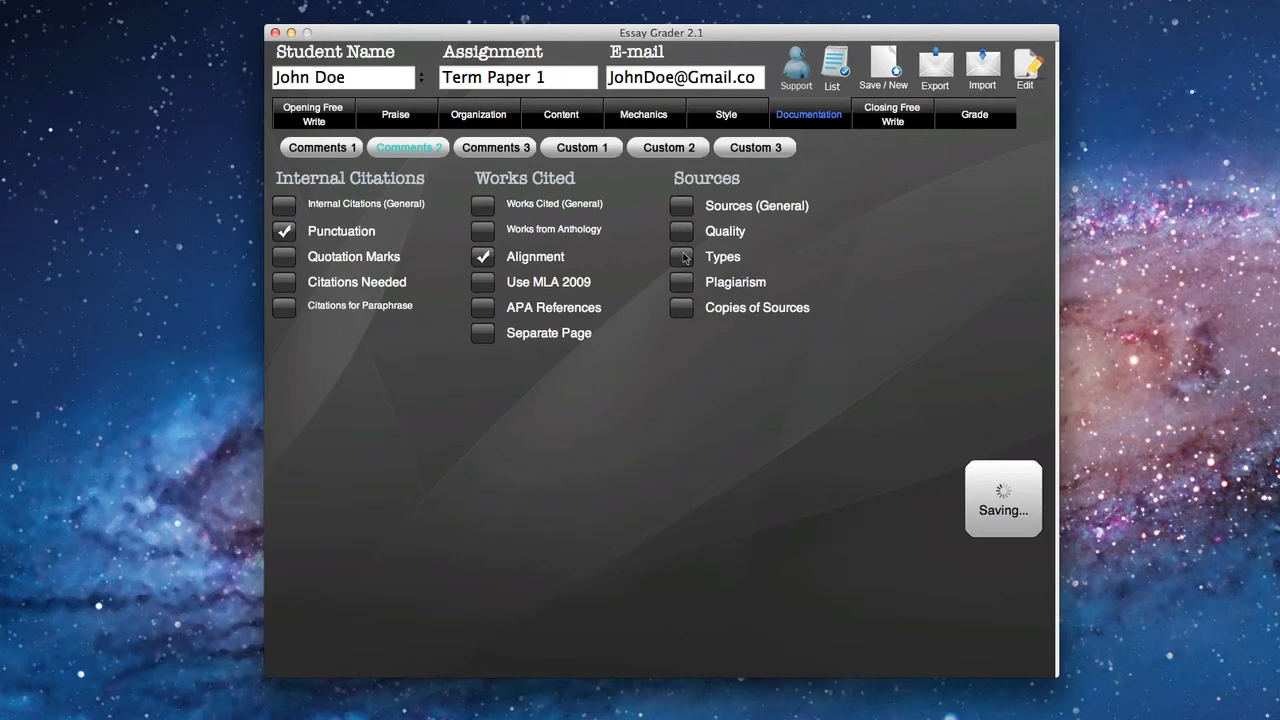 Essay Grader 2.1
Student Name
Assignment
E-mail
John Doe
Term Paper 1
JohnDoe@Gmail.co
Support
List
Save / New
Export
Import
Edit
Opening Free
Write
Praise
Organization
Content
Mechanics
Style
Documentation
Closing Free
Write
Grade
Comments 1
Comments 2
Comments 3
Custom 1
Custom 2
Custom 3
Internal Citations
Internal Citations (General)
Punctuation
Quotation Marks
Citations Needed
Citations for Paraphrase
Works Cited
Works Cited (General)
Works from Anthology
Alignment
Use MLA 2009
APA References
Separate Page
Sources
Sources (General)
Quality
Types
Plagiarism
Copies of Sources
Saving...